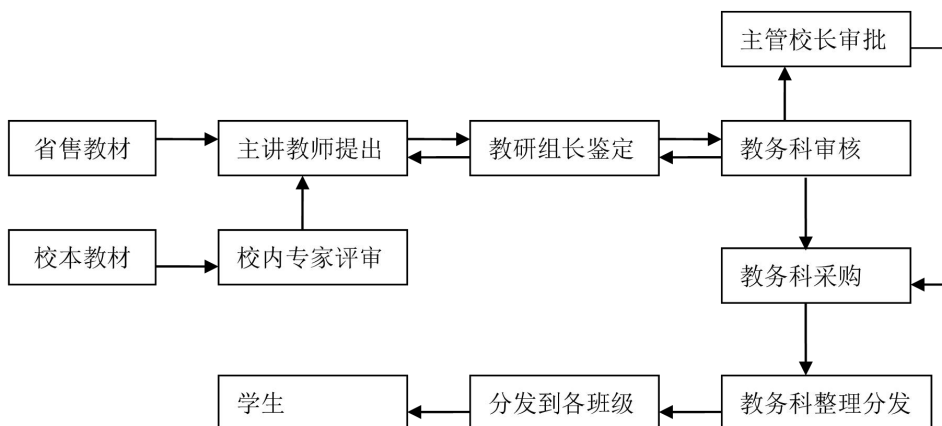 主管校长审批
省售教材
主讲教师提出
教研组长鉴定
教务科审核
校本教材
校内专家评审
教务科采购
学生
分发到各班级
教务科整理分发